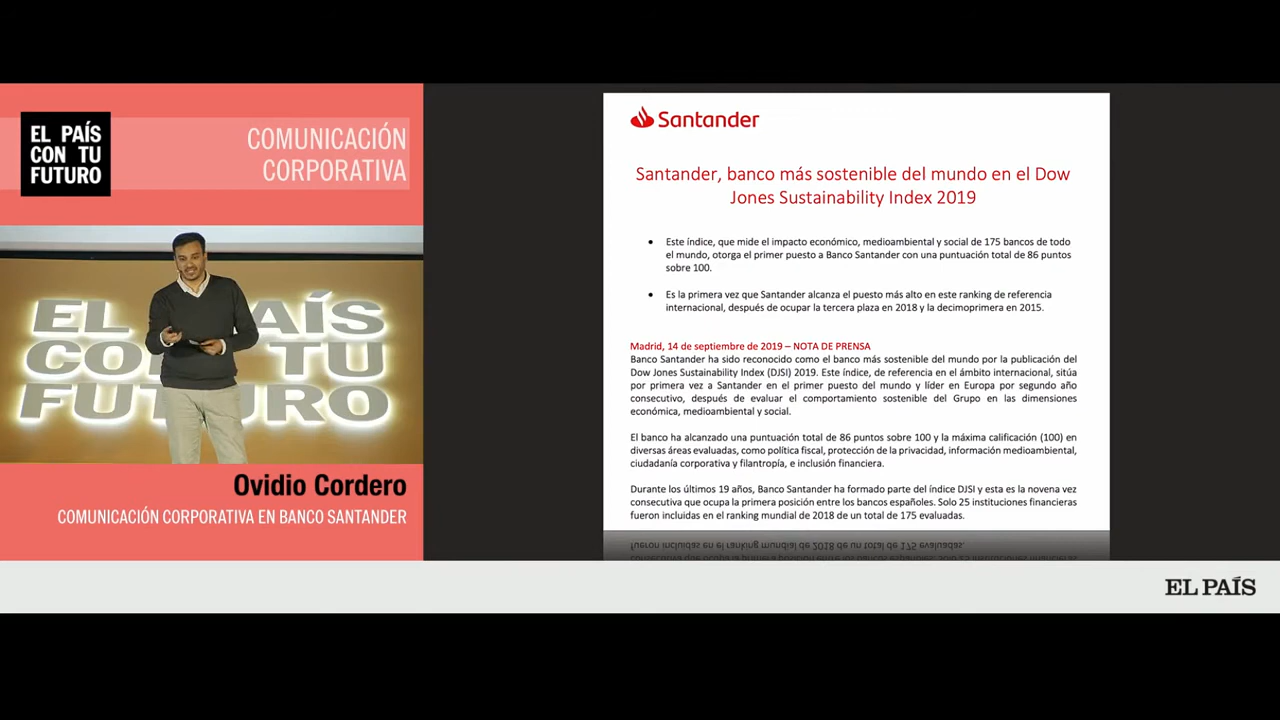 EL PAÍS
CON TU
FUTURO
COMUNICACIÓN
CORPORATIVA
EL PAÍS
CON TU
FUTURO
Ovidio Cordero
COMUNICACIÓN CORPORATIVA EN BANCO SANTANDER
Santander
Santander, banco más sostenible del mundo en el Dow
Jones Sustainability Index 2019
• Este índice, que mide el impacto económico, medioambiental y social de 175 bancos de todo
el mundo, otorga el primer puesto a Banco Santander con una puntuación total de 86 puntos
sobre 100.
• Es la primera vez que Santander alcanza el puesto más alto en este ranking de referencia
internacional, después de ocupar la tercera plaza en 2018 y la decimoprimera en 2015.
Madrid, 14 de septiembre de 2019 – NOTA DE PRENSA
Banco Santander ha sido reconocido como el banco más sostenible del mundo por la publicación del
Dow Jones Sustainability Index (DJSI) 2019. Este índice, de referencia en el ámbito internacional, sitúa
por primera vez a Santander en el primer puesto del mundo y líder en Europa por segundo año
consecutivo, después de evaluar el comportamiento sostenible del Grupo en las dimensiones
económica, medioambiental y social.
El banco ha alcanzado una puntuación total de 86 puntos sobre 100 y la máxima calificación (100) en
diversas áreas evaluadas, como política fiscal, protección de la privacidad, información medioambiental,
ciudadanía corporativa y filantropía, e inclusión financiera.
Durante los últimos 19 años, Banco Santander ha formado parte del índice DJSI y esta es la novena vez
consecutiva que ocupa la primera posición entre los bancos españoles. Solo 25 instituciones financieras
fueron incluidas en el ranking mundial de 2018 de un total de 175 evaluadas.
EL PAÍS